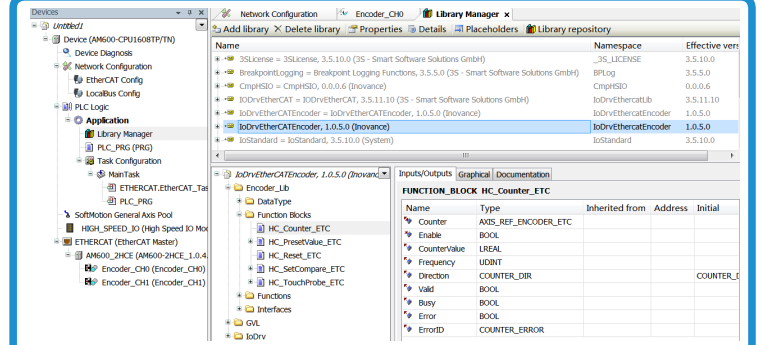 Devices
Untitled1
Device (AM600-CPU1608TP/TN)
Device Diagnosis
Network Configuration
EtherCAT Config
LocalBus Config
PLC Logic
Application
Library Manager
PLC_PRG (PRG)
Task Configuration
MainTask
ETHERCAT.EtherCAT_Tas
PLC_PRG
SoftMotion General Axis Pool
HIGH_SPEED_IO (High Speed IO Mo
ETHERCAT (EtherCAT Master)
AM600_2HCE (AM600-2HCE_1.0.4.
Encoder_CH0 (Encoder_CH0)
Encoder_CH1 (Encoder_CH1)
Network Configuration Encoder_CH0 Library Manager x
Add library Delete library Properties Details Placeholders Library repository
Name Namespace Effective vers
3SLicense = 3SLicense, 3.5.10.0 (3S - Smart Software Solutions GmbH) _3S_LICENSE 3.5.10.0
BreakpointLogging = Breakpoint Logging Functions, 3.5.5.0 (3S - Smart Software Solutions GmbH) BPLog 3.5.5.0
CmpHSIO = CmpHSIO, 0.0.0.6 (Inovance) CmpHSIO 0.0.0.6
IODrvEtherCAT = IODrvEtherCAT, 3.5.11.10 (3S - Smart Software Solutions GmbH) IoDrvEthercatLib 3.5.11.10
IoDrvEtherCATEncoder = IoDrvEtherCATEncoder, 1.0.5.0 (Inovance) IoDrvEthercatEncoder 1.0.5.0
IoDrvEtherCATEncoder, 1.0.5.0 (Inovance) IoDrvEthercatEncoder 1.0.5.0
IoStandard = IoStandard, 3.5.10.0 (System) IoStandard 3.5.10.0
IoDrvEtherCATEncoder, 1.0.5.0 (Inovanc
Encoder_Lib
DataType
Function Blocks
HC_Counter_ETC
HC_PresetValue_ETC
HC_Reset_ETC
HC_SetCompare_ETC
HC_TouchProbe_ETC
Functions
Interfaces
GVL
IoDrv
Inputs/Outputs Graphical Documentation
FUNCTION_BLOCK HC_Counter_ETC
Name Type Inherited from Address Initial
Counter AXIS_REF_ENCODER_ETC
Enable BOOL
CounterValue LREAL
Frequency UDINT
Direction COUNTER_DIR COUNTER_D
Valid BOOL
Busy BOOL
Error BOOL
ErrorID COUNTER_ERROR